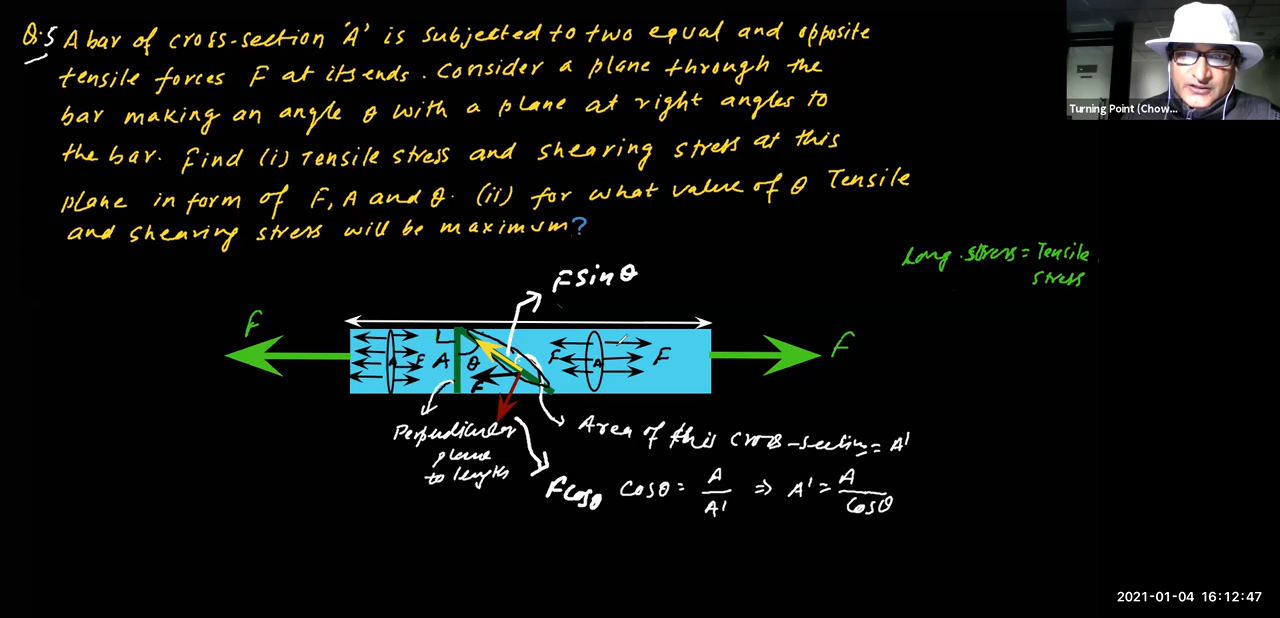 Q.5 A bar of cross-section 'A' is subjected to two equal and opposite
tensile forces F at its ends. Consider a plane through the
bar making an angle θ with a plane at right angles to
the bar. Find (i) Tensile stress and shearing stress at this
plane in form of F, A and θ. (ii) for what value of θ Tensile
and shearing stress will be maximum?
Turning Point (Chow...
Long. stress = Tensile
stress
F sin θ
F
F
A
F
A
θ
F
F
A
F
Perpendicular
plane
to length
Area of this cross-section = A'
F cosθ
Cosθ = A/A' ⇒ A' = A/Cosθ
2021-01-04 16:12:47